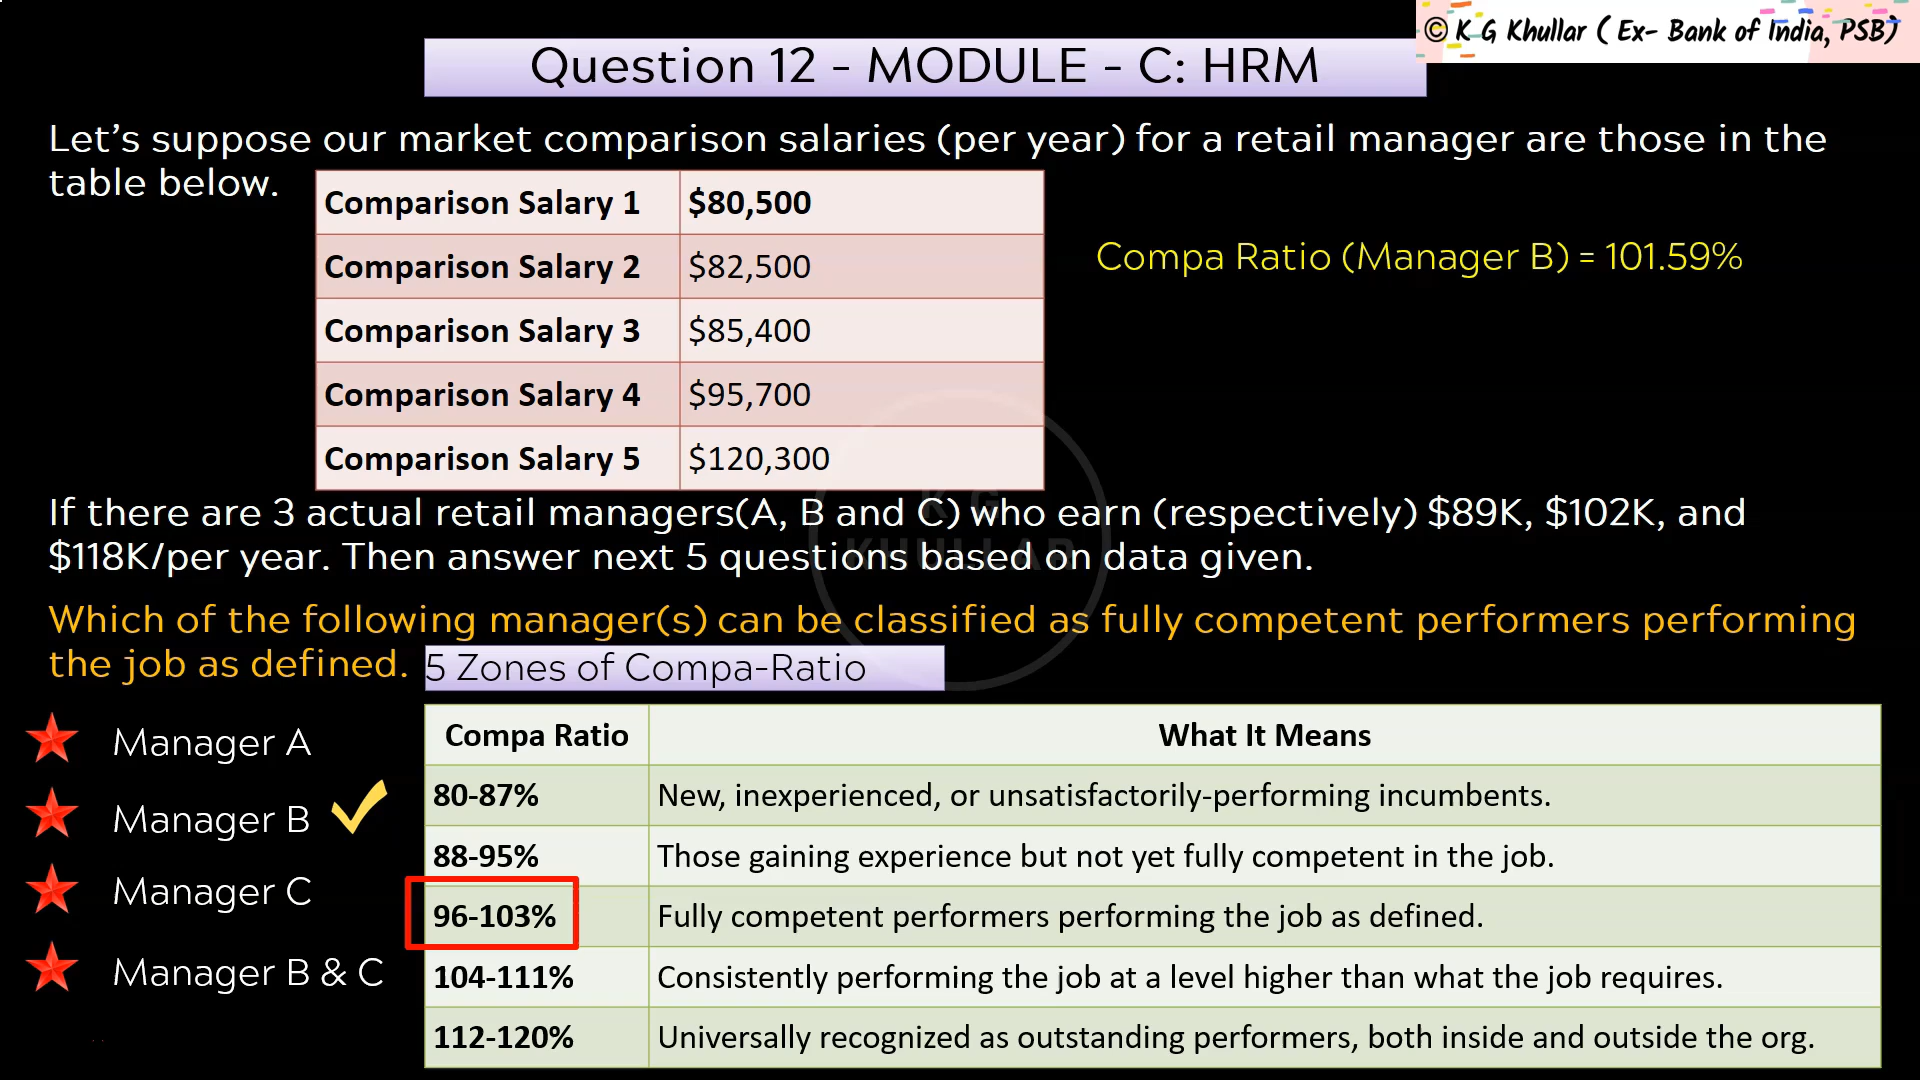 © K G Khullar ( Ex- Bank of India, PSB)
Question 12 - MODULE - C: HRM
Let's suppose our market comparison salaries (per year) for a retail manager are those in the
table below.
Comparison Salary 1 $80,500
Comparison Salary 2 $82,500
Comparison Salary 3 $85,400
Comparison Salary 4 $95,700
Comparison Salary 5 $120,300
Compa Ratio (Manager B) = 101.59%
K G
KHULLAR
If there are 3 actual retail managers(A, B and C) who earn (respectively) $89K, $102K, and
$118K/per year. Then answer next 5 questions based on data given.
Which of the following manager(s) can be classified as fully competent performers performing
the job as defined.
5 Zones of Compa-Ratio
Manager A
Manager B
Manager C
Manager B & C
Compa Ratio What It Means
80-87% New, inexperienced, or unsatisfactorily-performing incumbents.
88-95% Those gaining experience but not yet fully competent in the job.
96-103% Fully competent performers performing the job as defined.
104-111% Consistently performing the job at a level higher than what the job requires.
112-120% Universally recognized as outstanding performers, both inside and outside the org.